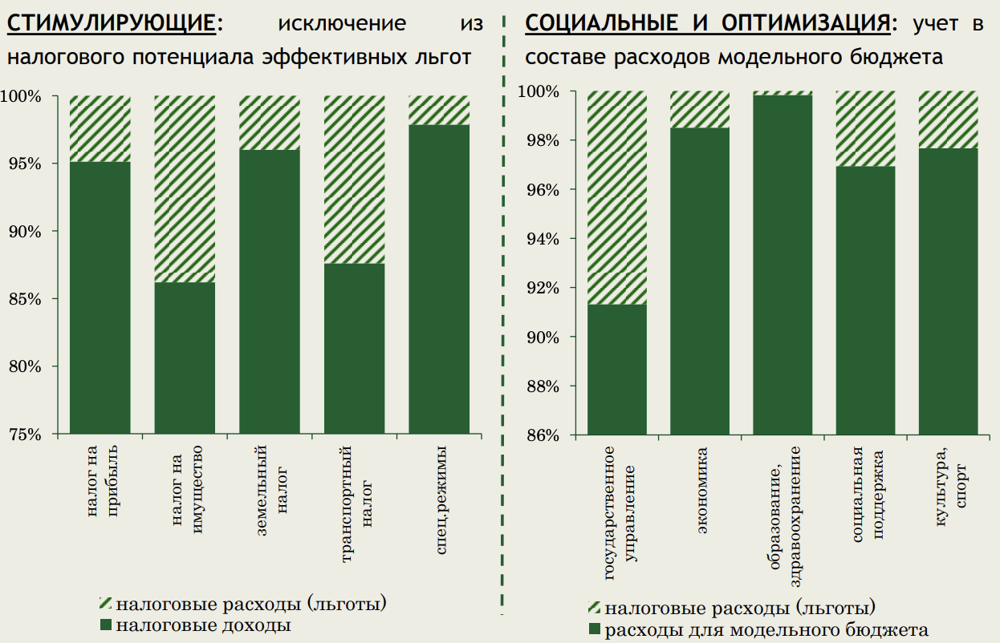 СТИМУЛИРУЮЩИЕ: исключение из
налогового потенциала эффективных льгот
100%
95%
90%
85%
80%
75%
налог на
прибыль
налог на
имущество
земельный
налог
транспортный
налог
спец.режимы
налоговые расходы (льготы)
налоговые доходы
СОЦИАЛЬНЫЕ И ОПТИМИЗАЦИЯ: учет в
составе расходов модельного бюджета
100%
98%
96%
94%
92%
90%
88%
86%
государственное
управление
экономика
образование,
здравоохранение
социальная
поддержка
культура,
спорт
налоговые расходы (льготы)
расходы для модельного бюджета